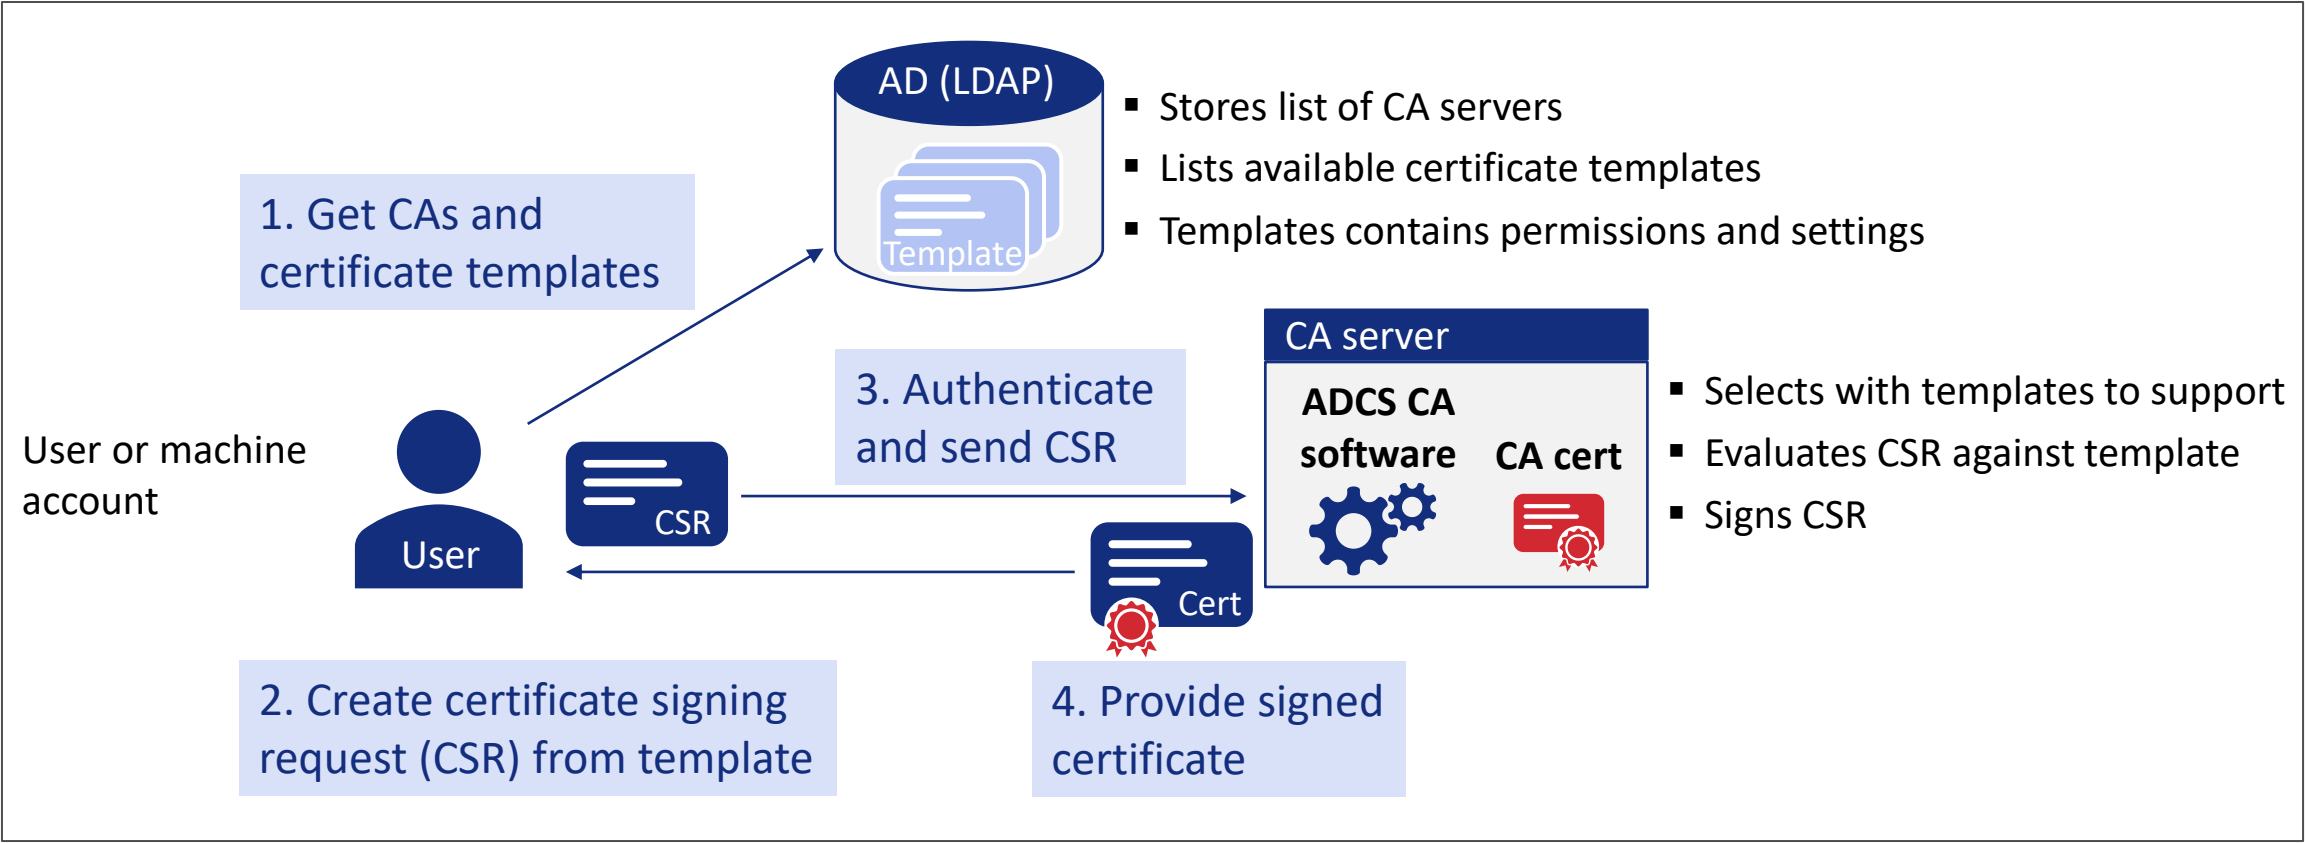 AD (LDAP)
Template
▪ Stores list of CA servers
▪ Lists available certificate templates
▪ Templates contains permissions and settings
1. Get CAs and
certificate templates
CA server
ADCS CA
software
CA cert
▪ Selects with templates to support
▪ Evaluates CSR against template
▪ Signs CSR
3. Authenticate
and send CSR
User or machine
account
User
CSR
Cert
2. Create certificate signing
request (CSR) from template
4. Provide signed
certificate